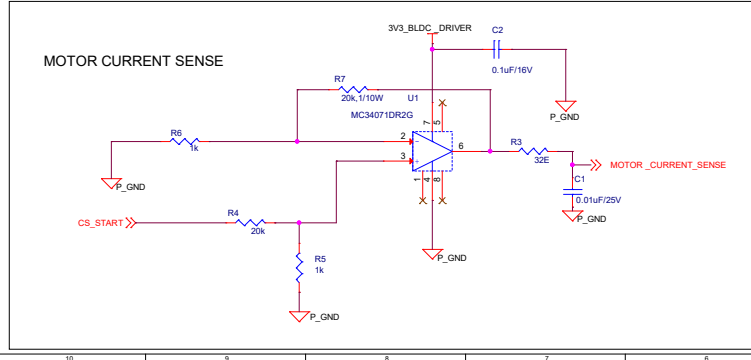 3V3_BLDC_DRIVER
C2
MOTOR CURRENT SENSE
0.1uF/16V
R7
20k,1/10W
U1
MC34071DR2G
P_GND
7
5
R6
1k
2
-
6
R3
32E
3
+
MOTOR _CURRENT_SENSE
P_GND
1
4
8
C1
0.01uF/25V
R4
CS_START
20k
P_GND
R5
1k
P_GND
P_GND
10
9
8
7
6